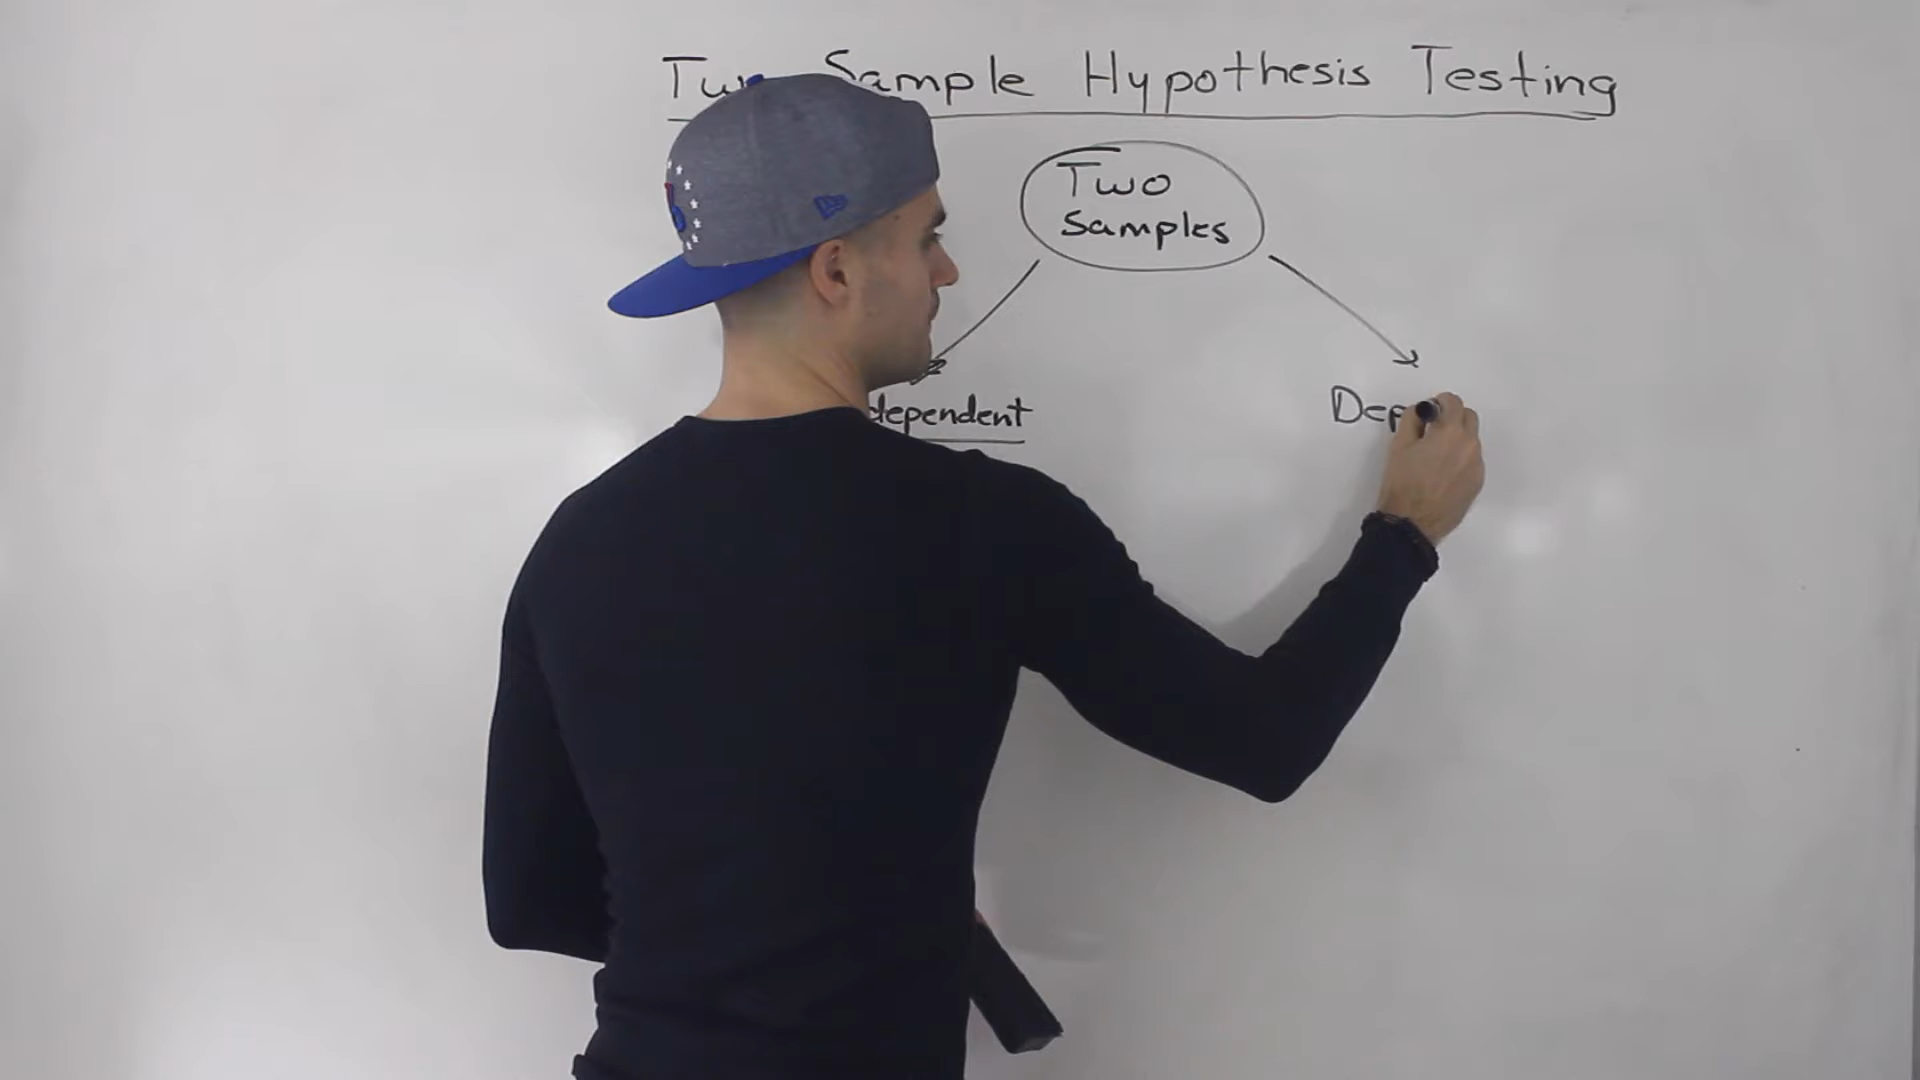 Sample Hypothesis Testing
Two
Samples
dependent
Dep